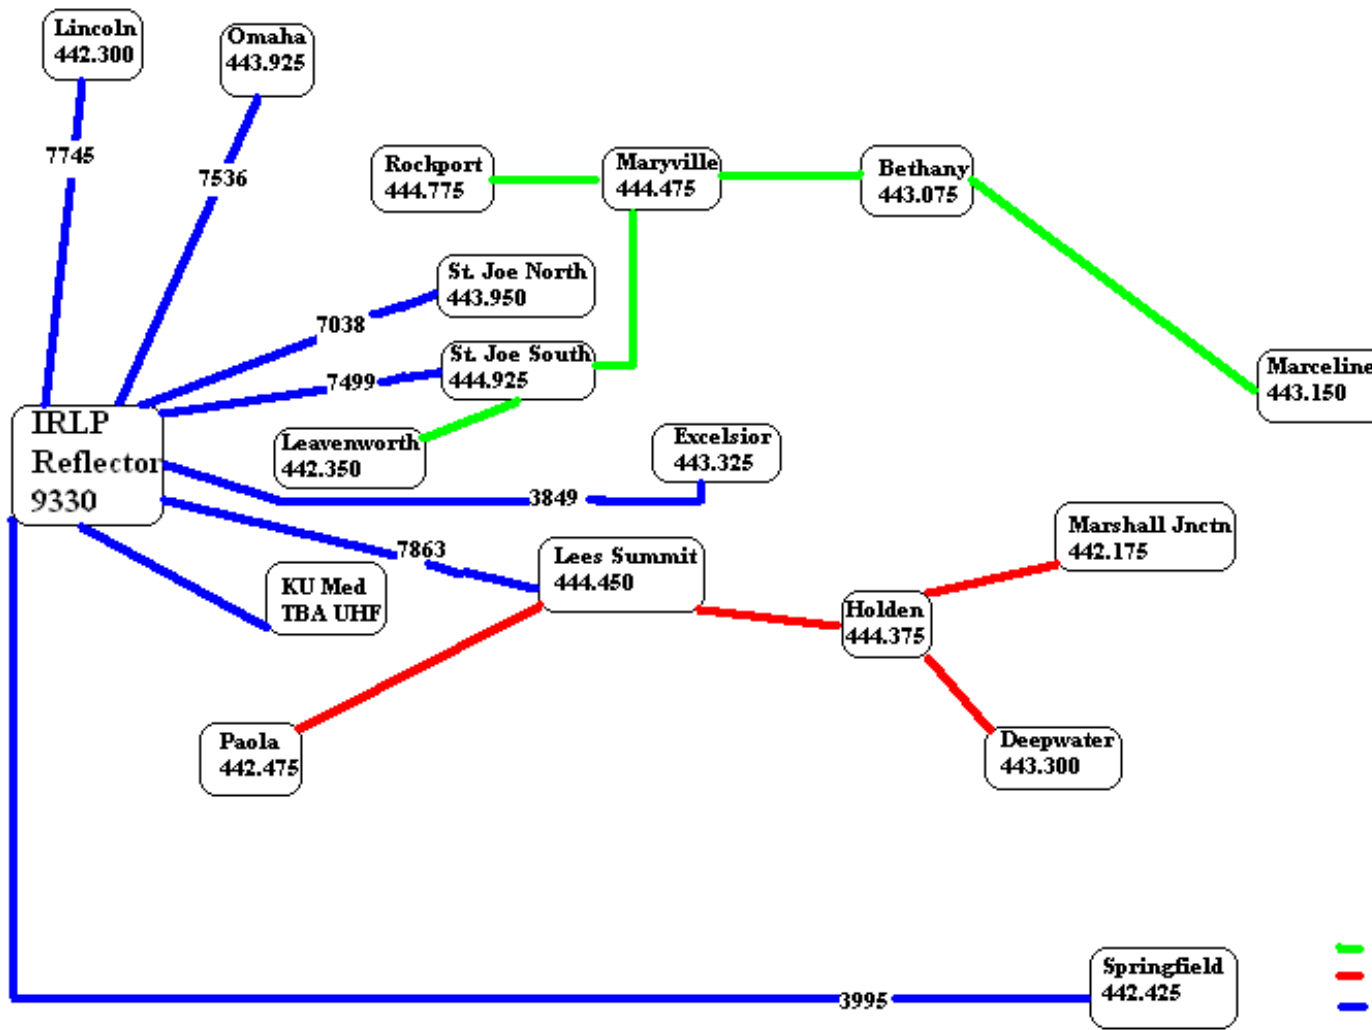 Lincoln
442.300
Omaha
443.925
7745
7536
Rockport
444.775
Maryville
444.475
Bethany
443.075
St. Joe North
443.950
7038
St. Joe South
444.925
7499
Marceline
443.150
IRLP
Reflector
9330
Leavenworth
442.350
Excelsior
443.325
3849
Marshall Jnctn
442.175
7863
Lees Summit
444.450
KU Med
TBA UHF
Holden
444.375
Paola
442.475
Deepwater
443.300
Springfield
442.425
3995